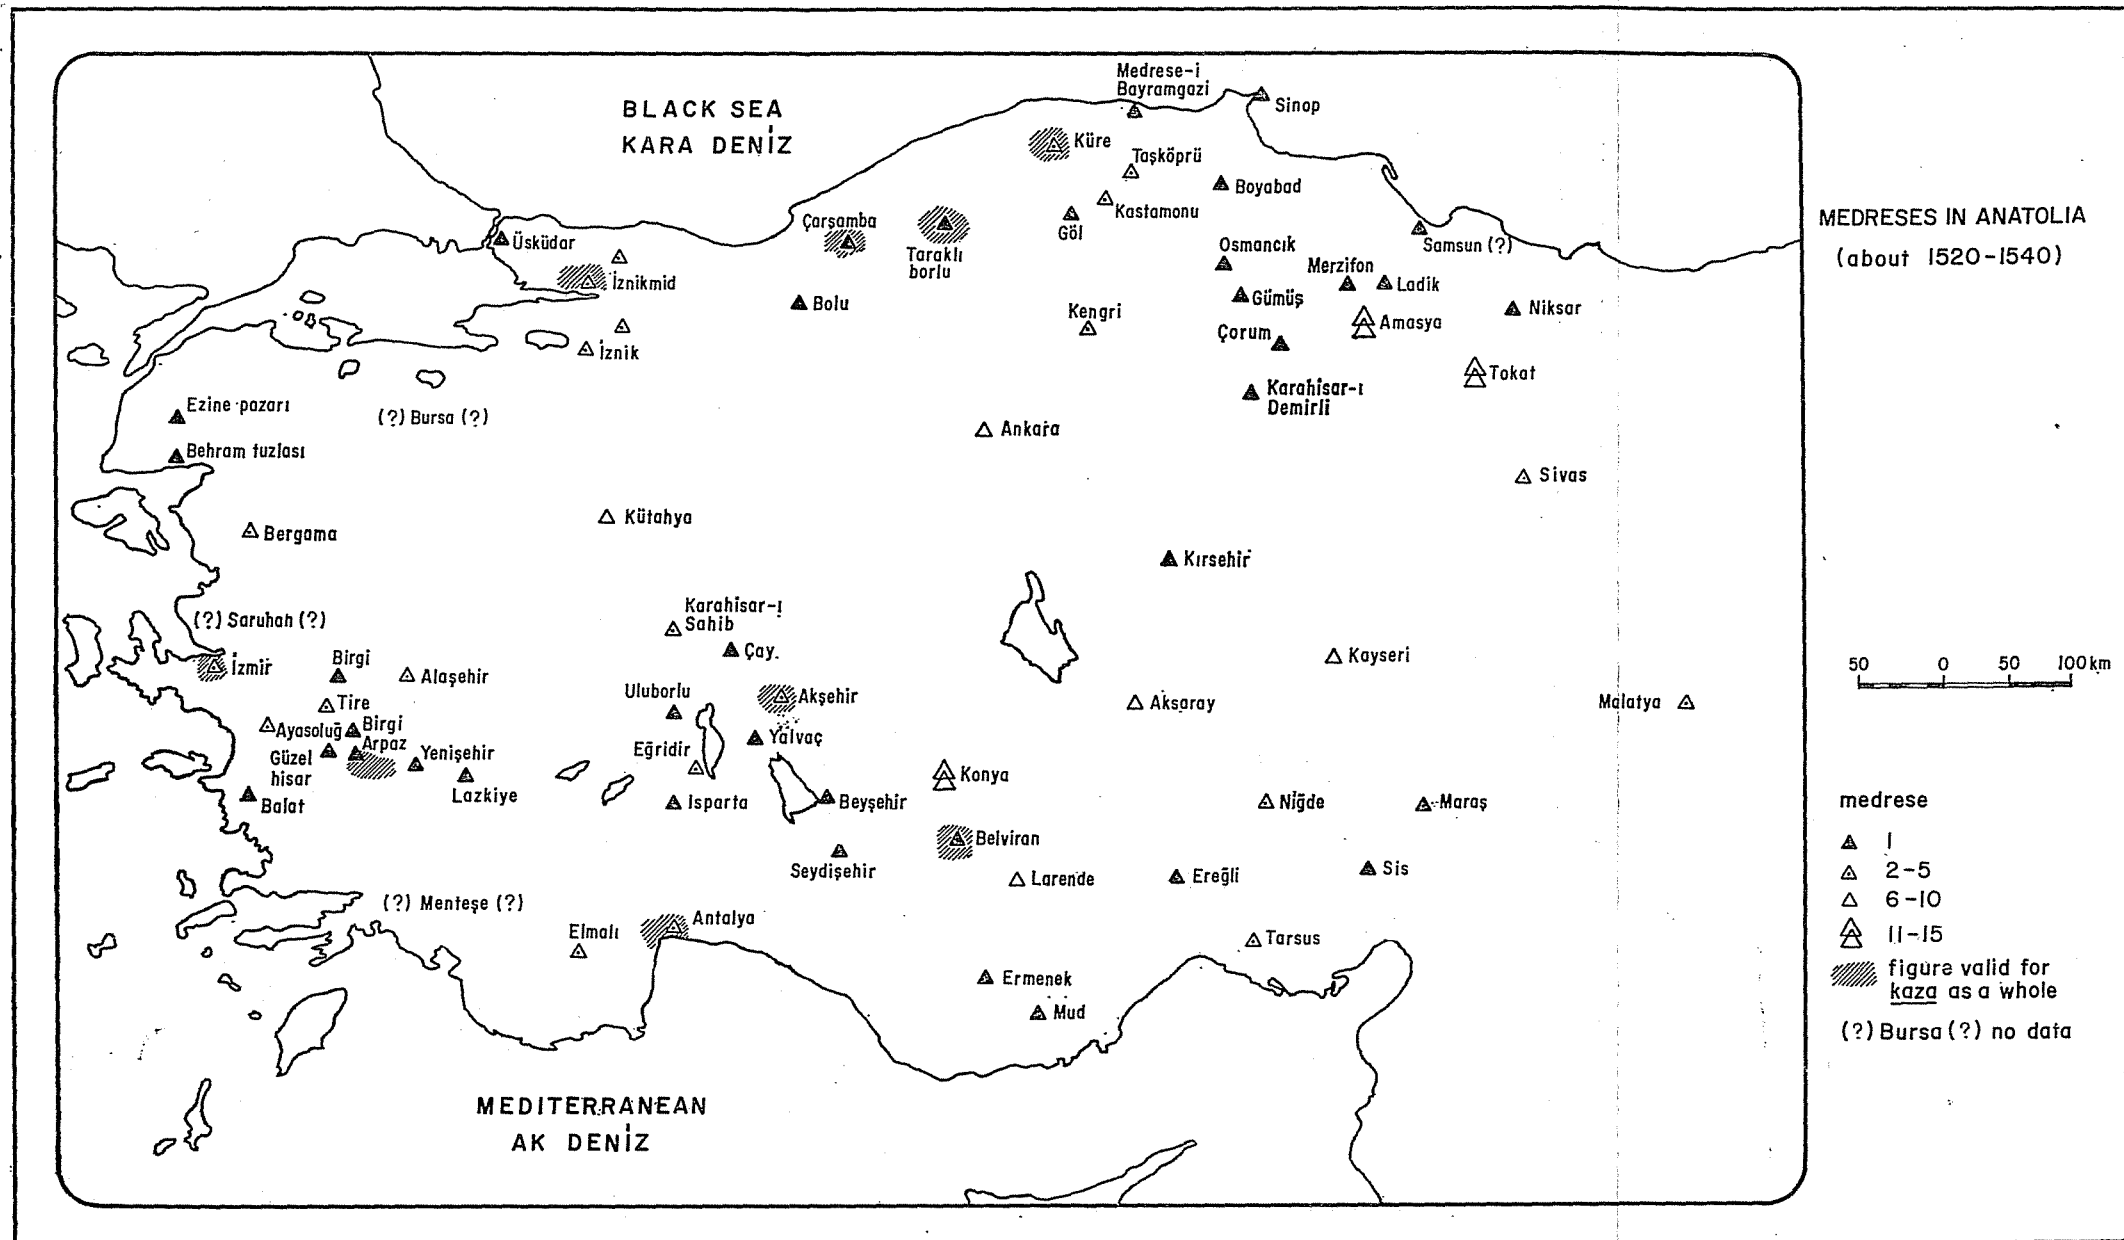 BLACK SEA
KARA DENİZ
Medrese-i
Bayramgazi
Sinop
Küre
Taşköprü
Boyabad
Kastamonu
Göl
Çarşamba
Taraklı
borlu
Üsküdar
İznikmid
Bolu
İznik
Osmancık
Samsun (?)
Merzifon
Ladik
Gümüş
Kengri
Çorum
Amasya
Niksar
Tokat
Karahisar-ı
Demirli
Ezine pazarı
(?) Bursa (?)
Behram tuzlası
Ankara
Sivas
Bergama
Kütahya
Kırsehir
(?) Saruhah (?)
Karahisar-ı
Sahib
Çay.
İzmir
Birgi
Alaşehir
Tire
Ayasoluğ
Birgi
Arpaz
Güzel
hisar
Yenişehir
Lazkiye
Balat
Uluborlu
Akşehir
Yalvaç
Eğridir
Isparta
Beyşehir
Seydişehir
Konya
Belviran
Kayseri
Aksaray
Malatya
Niğde
Maraş
Larende
Ereğli
Sis
(?) Menteşe (?)
Elmalı
Antalya
Tarsus
Ermenek
Mud
MEDITERRANEAN
AK DENİZ
MEDRESES IN ANATOLIA
(about 1520-1540)
50 0 50 100 km
medrese
1
2-5
6-10
11-15
figure valid for
kaza as a whole
(?) Bursa (?) no data